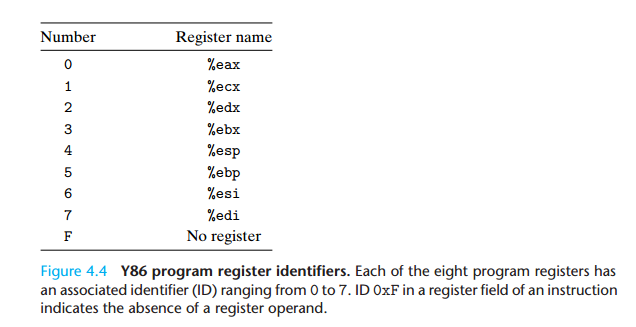 Number Register name
0 %eax
1 %ecx
2 %edx
3 %ebx
4 %esp
5 %ebp
6 %esi
7 %edi
F No register
Figure 4.4 Y86 program register identifiers. Each of the eight program registers has
an associated identifier (ID) ranging from 0 to 7. ID 0xF in a register field of an instruction
indicates the absence of a register operand.